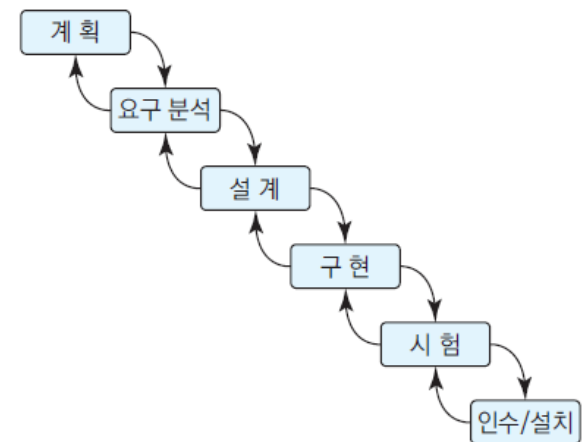 계 획
요구 분석
설 계
구 현
시 험
인수/설치